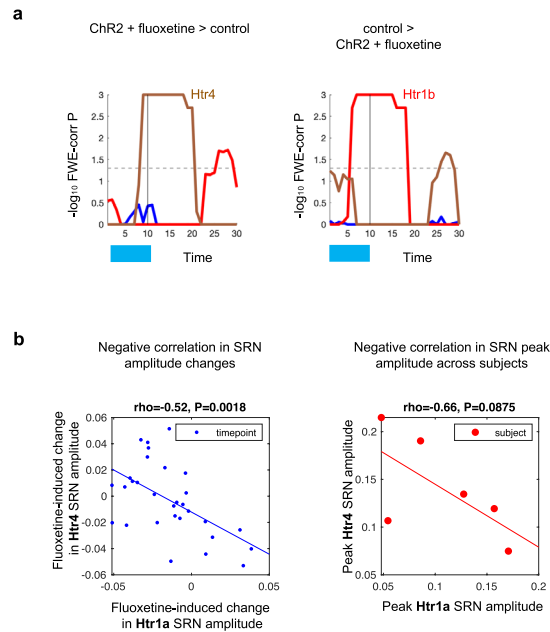 a
ChR2 + fluoxetine > control
control >
ChR2 + fluoxetine
Htr4
Htr1b
3
2.5
2
1.5
1
0.5
0
-log10 FWE-corr P
5 10 15 20 25 30
Time
3
2.5
2
1.5
1
0.5
0
-log10 FWE-corr P
5 10 15 20 25 30
Time
b
Negative correlation in SRN
amplitude changes
rho=-0.52, P=0.0018
timepoint
0.06
0.04
0.02
0
-0.02
-0.04
-0.06
Fluoxetine-induced change
in Htr4 SRN amplitude
-0.05 0 0.05
Fluoxetine-induced change
in Htr1a SRN amplitude
Negative correlation in SRN peak
amplitude across subjects
rho=-0.66, P=0.0875
subject
0.2
0.15
0.1
0.05
Peak Htr4 SRN amplitude
0.05 0.1 0.15 0.2
Peak Htr1a SRN amplitude